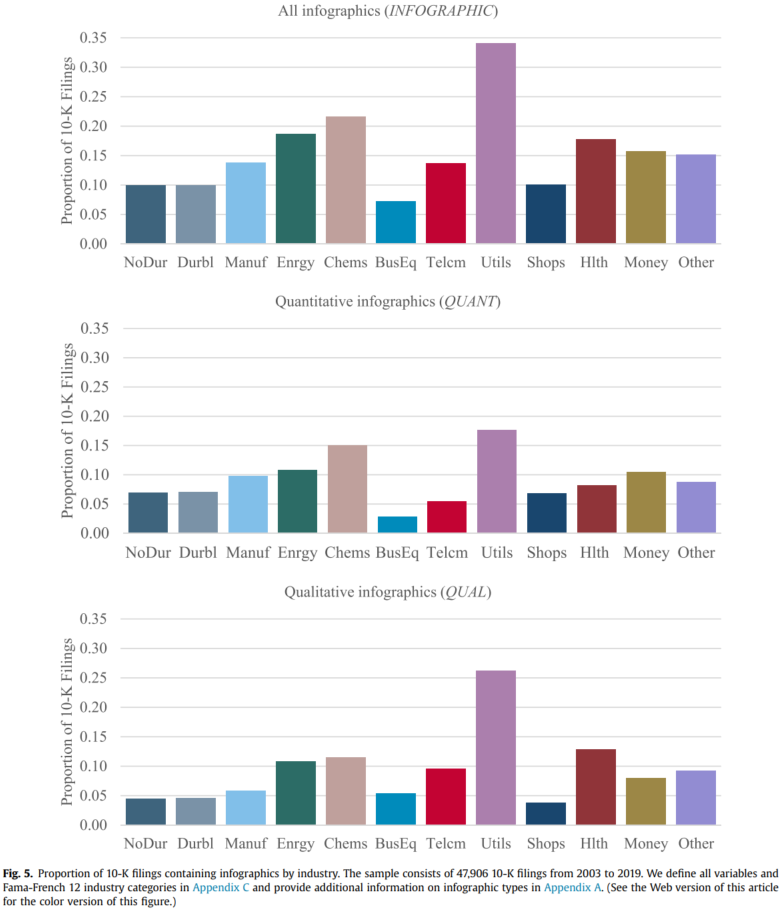 All infographics (INFOGRAPHIC)
Proportion of 10-K Filings
0.35
0.30
0.25
0.20
0.15
0.10
0.05
0.00
NoDur Durbl Manuf Enrgy Chems BusEq Telcm Utils Shops Hlth Money Other
Quantitative infographics (QUANT)
Proportion of 10-K Filings
0.35
0.30
0.25
0.20
0.15
0.10
0.05
0.00
NoDur Durbl Manuf Enrgy Chems BusEq Telcm Utils Shops Hlth Money Other
Qualitative infographics (QUAL)
Proportion of 10-K Filings
0.35
0.30
0.25
0.20
0.15
0.10
0.05
0.00
NoDur Durbl Manuf Enrgy Chems BusEq Telcm Utils Shops Hlth Money Other
Fig. 5. Proportion of 10-K filings containing infographics by industry. The sample consists of 47,906 10-K filings from 2003 to 2019. We define all variables and
Fama-French 12 industry categories in Appendix C and provide additional information on infographic types in Appendix A. (See the Web version of this article
for the color version of this figure.)